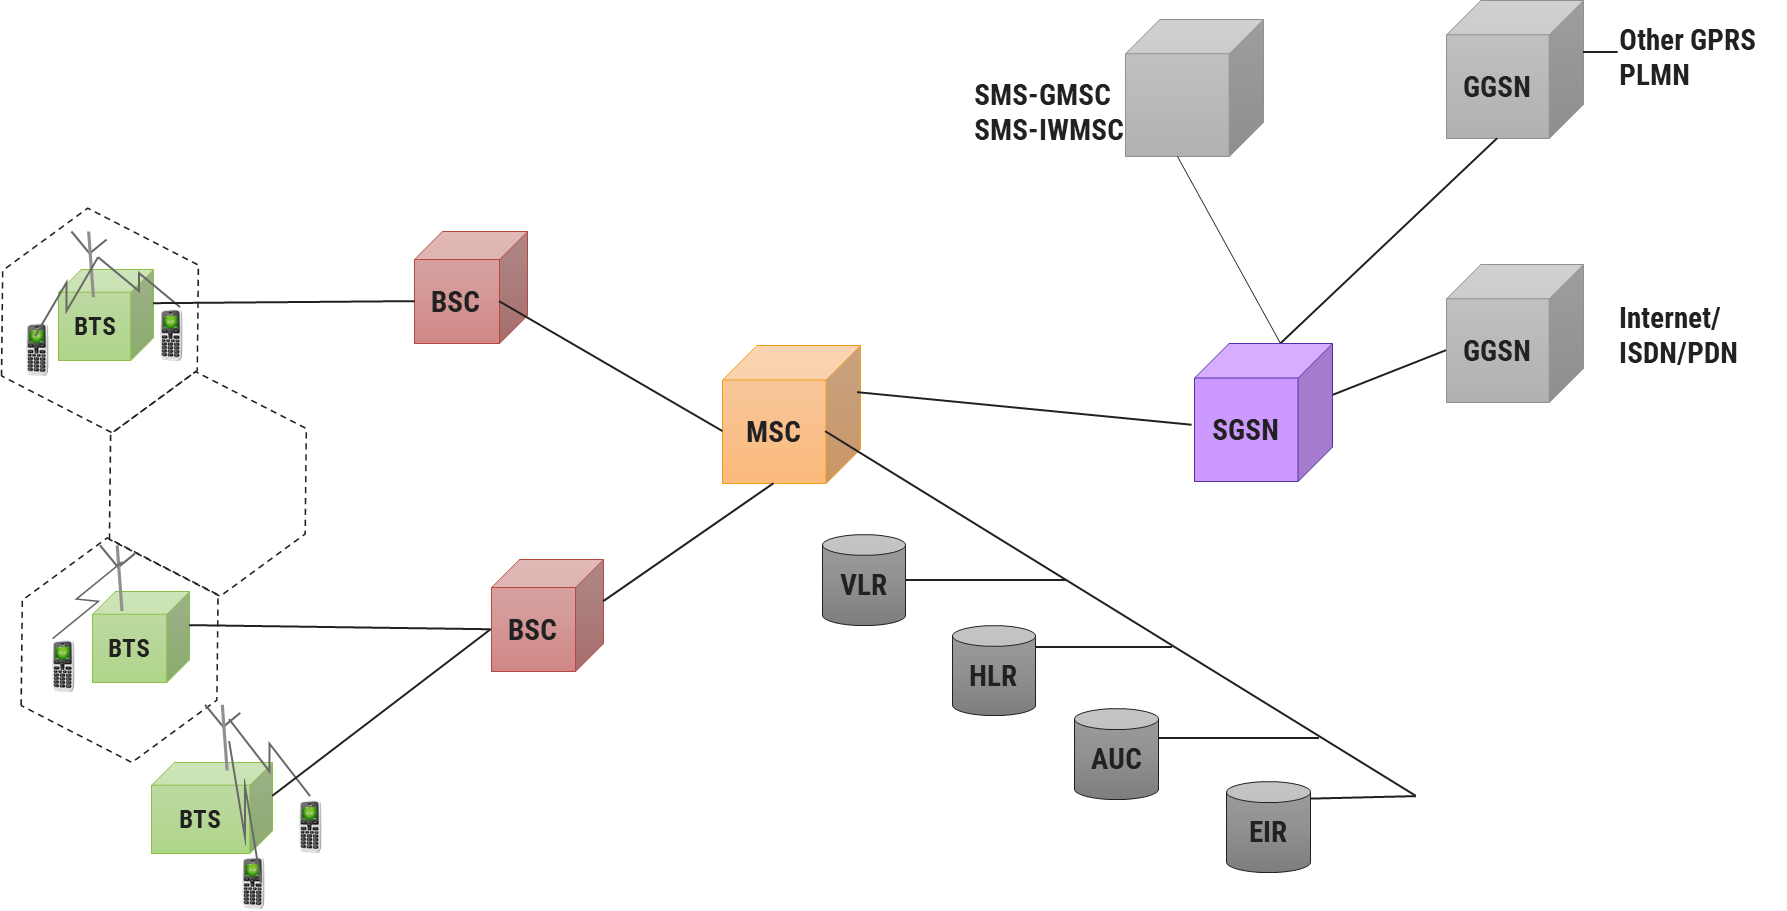 Other GPRS
PLMN
GGSN
SMS-GMSC
SMS-IWMSC
BSC
BTS
Internet/
ISDN/PDN
GGSN
MSC
SGSN
VLR
BSC
BTS
HLR
AUC
BTS
EIR